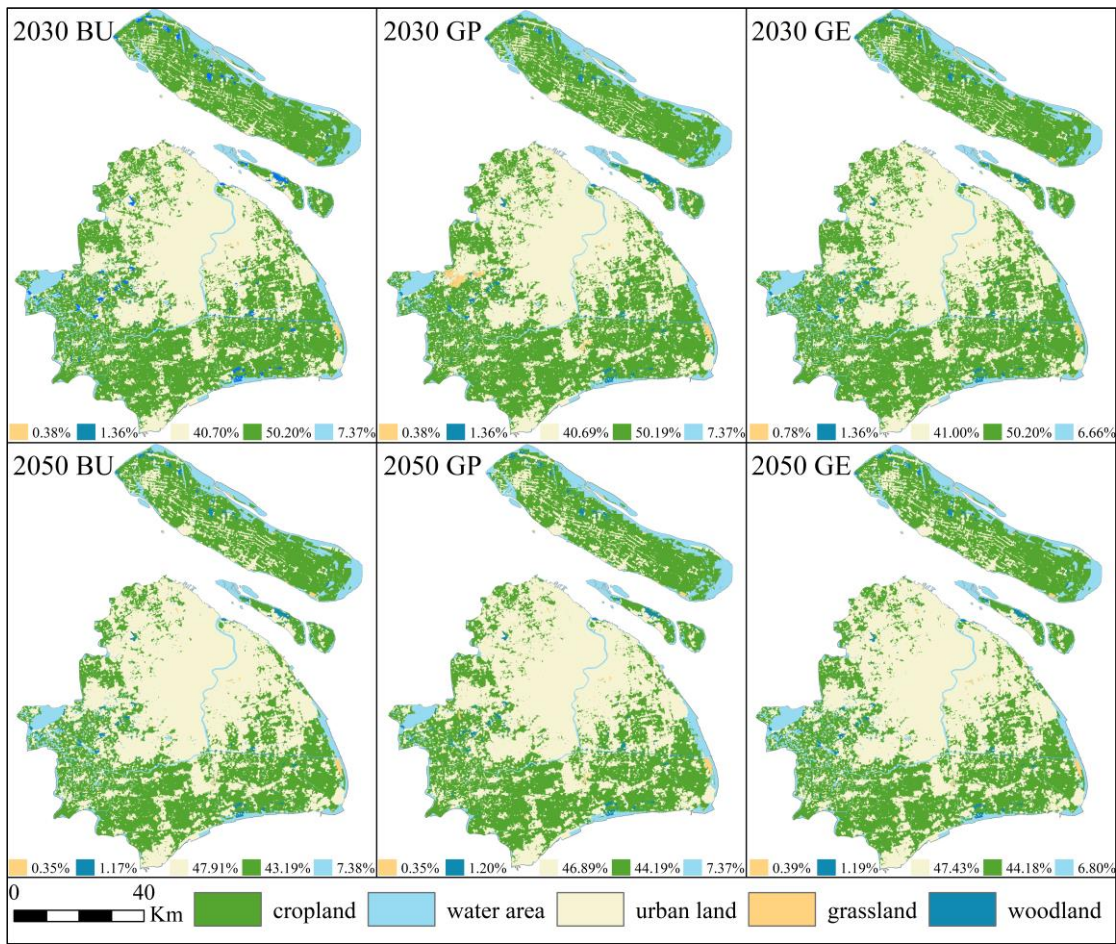 2030 BU
2030 GP
2030 GE
0.38% 1.36% 40.70% 50.20% 7.37%
0.38% 1.36% 40.69% 50.19% 7.37%
0.78% 1.36% 41.00% 50.20% 6.66%
2050 BU
2050 GP
2050 GE
0.35% 1.17% 47.91% 43.19% 7.38%
0.35% 1.20% 46.89% 44.19% 7.37%
0.39% 1.19% 47.43% 44.18% 6.80%
0 40
Km
cropland water area urban land grassland woodland